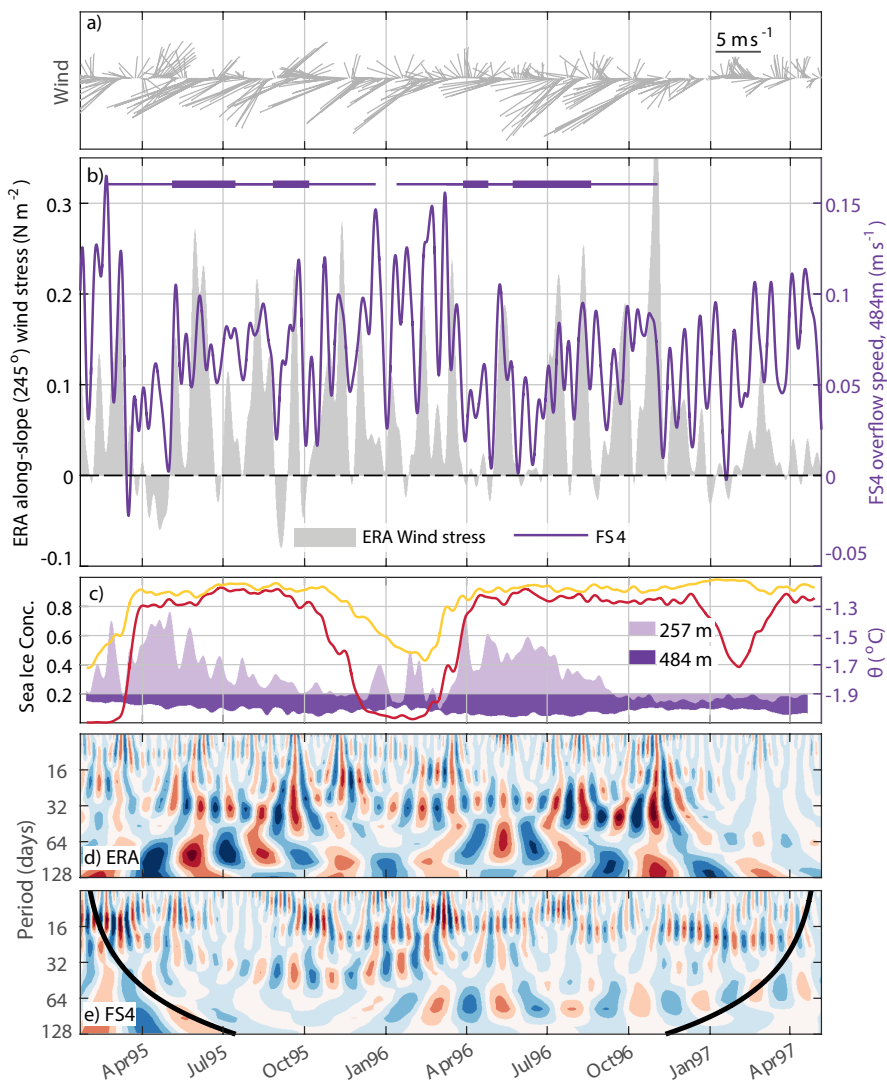 a)
5 m s⁻¹
Wind
b)
ERA along-slope (245°) wind stress (N m⁻²)
0.3
0.2
0.1
0
-0.1
0.15
0.10
0.05
0
-0.05
FS4 overflow speed, 484m (m s⁻¹)
ERA Wind stress
FS4
c)
Sea Ice Conc.
0.8
0.6
0.4
0.2
257 m
484 m
-1.3
-1.5
-1.7
-1.9
θ (°C)
Period (days)
16
32
64
128
d) ERA
16
32
64
128
e) FS4
Apr95
Jul95
Oct95
Jan96
Apr96
Jul96
Oct96
Jan97
Apr97